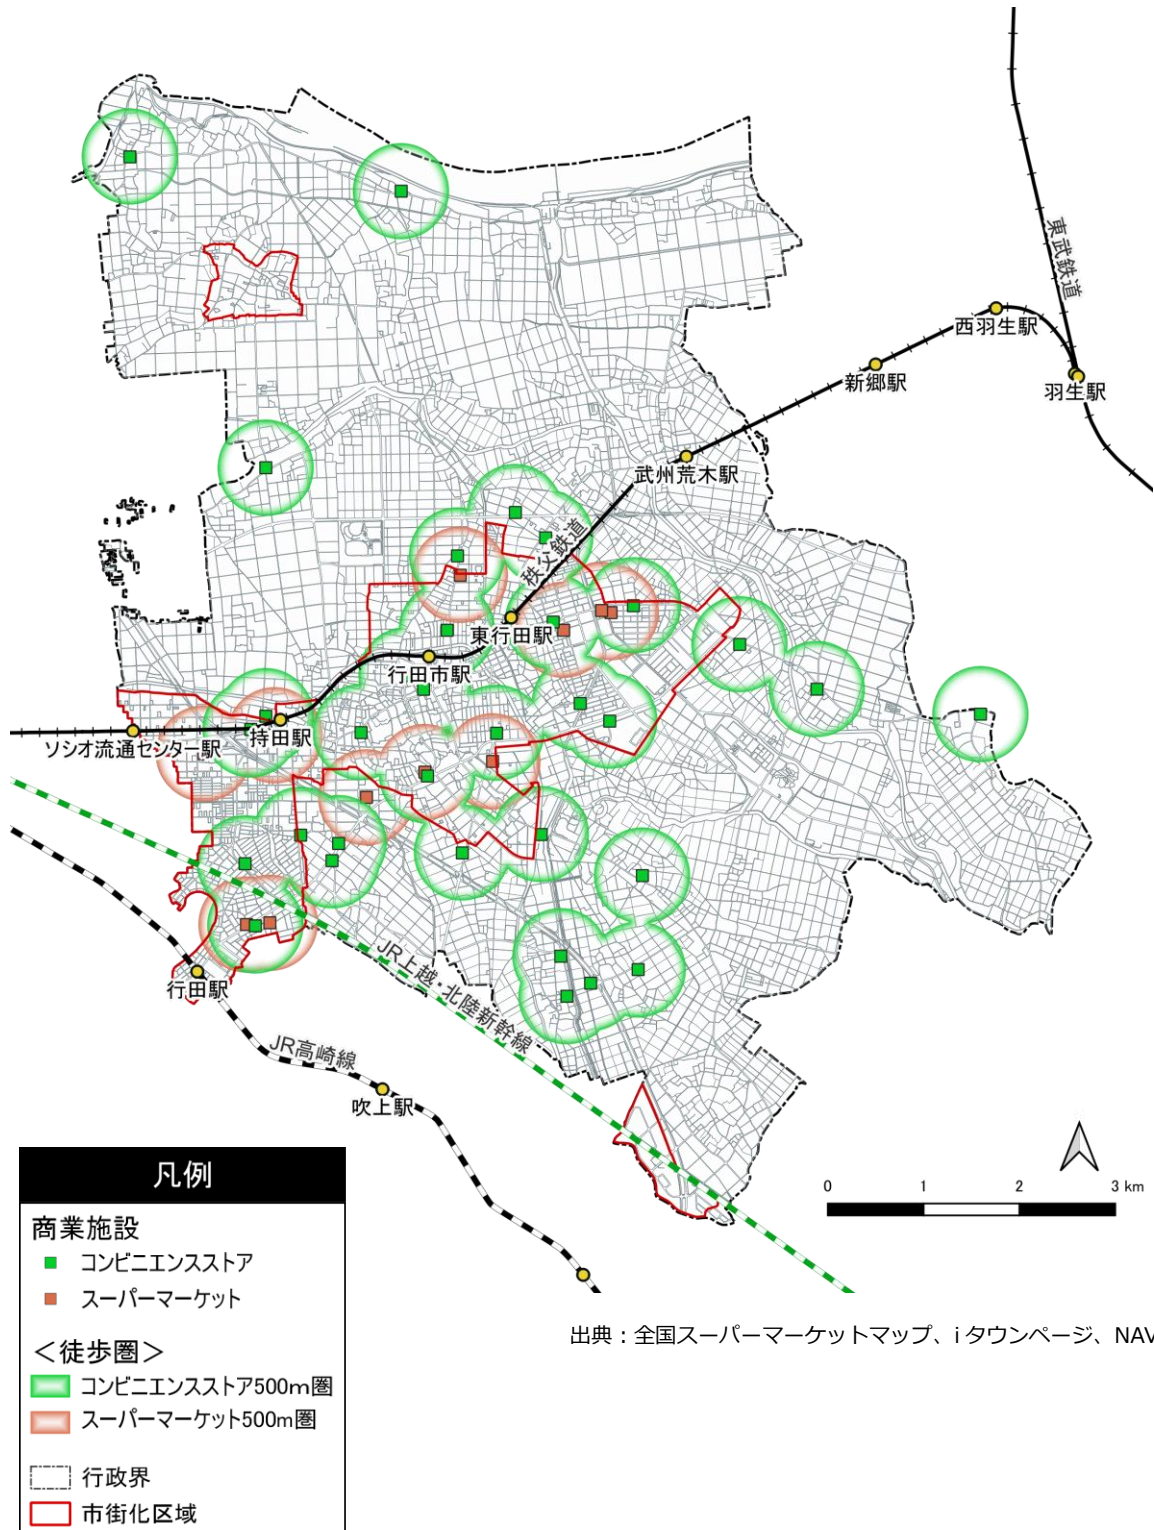 東武鉄道
西羽生駅
新郷駅
羽生駅
武州荒木駅
秩父鉄道
東行田駅
行田市駅
持田駅
ソシオ流通センター駅
JR上越・北陸新幹線
行田駅
JR高崎線
吹上駅
0 1 2 3 km
凡例
商業施設
コンビニエンスストア
スーパーマーケット
<徒歩圏>
コンビニエンスストア500m圏
スーパーマーケット500m圏
行政界
市街化区域
出典：全国スーパーマーケットマップ、iタウンページ、NAV